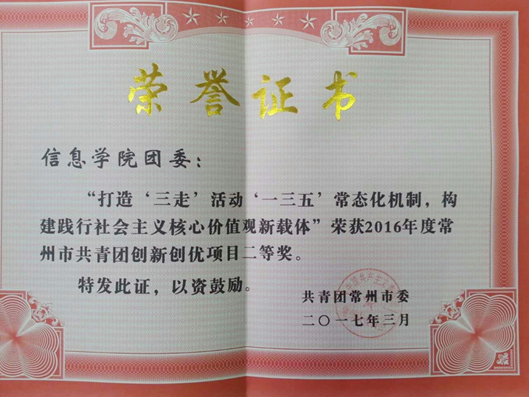 荣誉证书
信息学院团委：
“打造‘三走’活动‘一三五’常态化机制，构
建践行社会主义核心价值观新载体”荣获2016年度常
州市共青团创新创优项目二等奖。
特发此证，以资鼓励。
共青团常州市委
二〇一七年三月